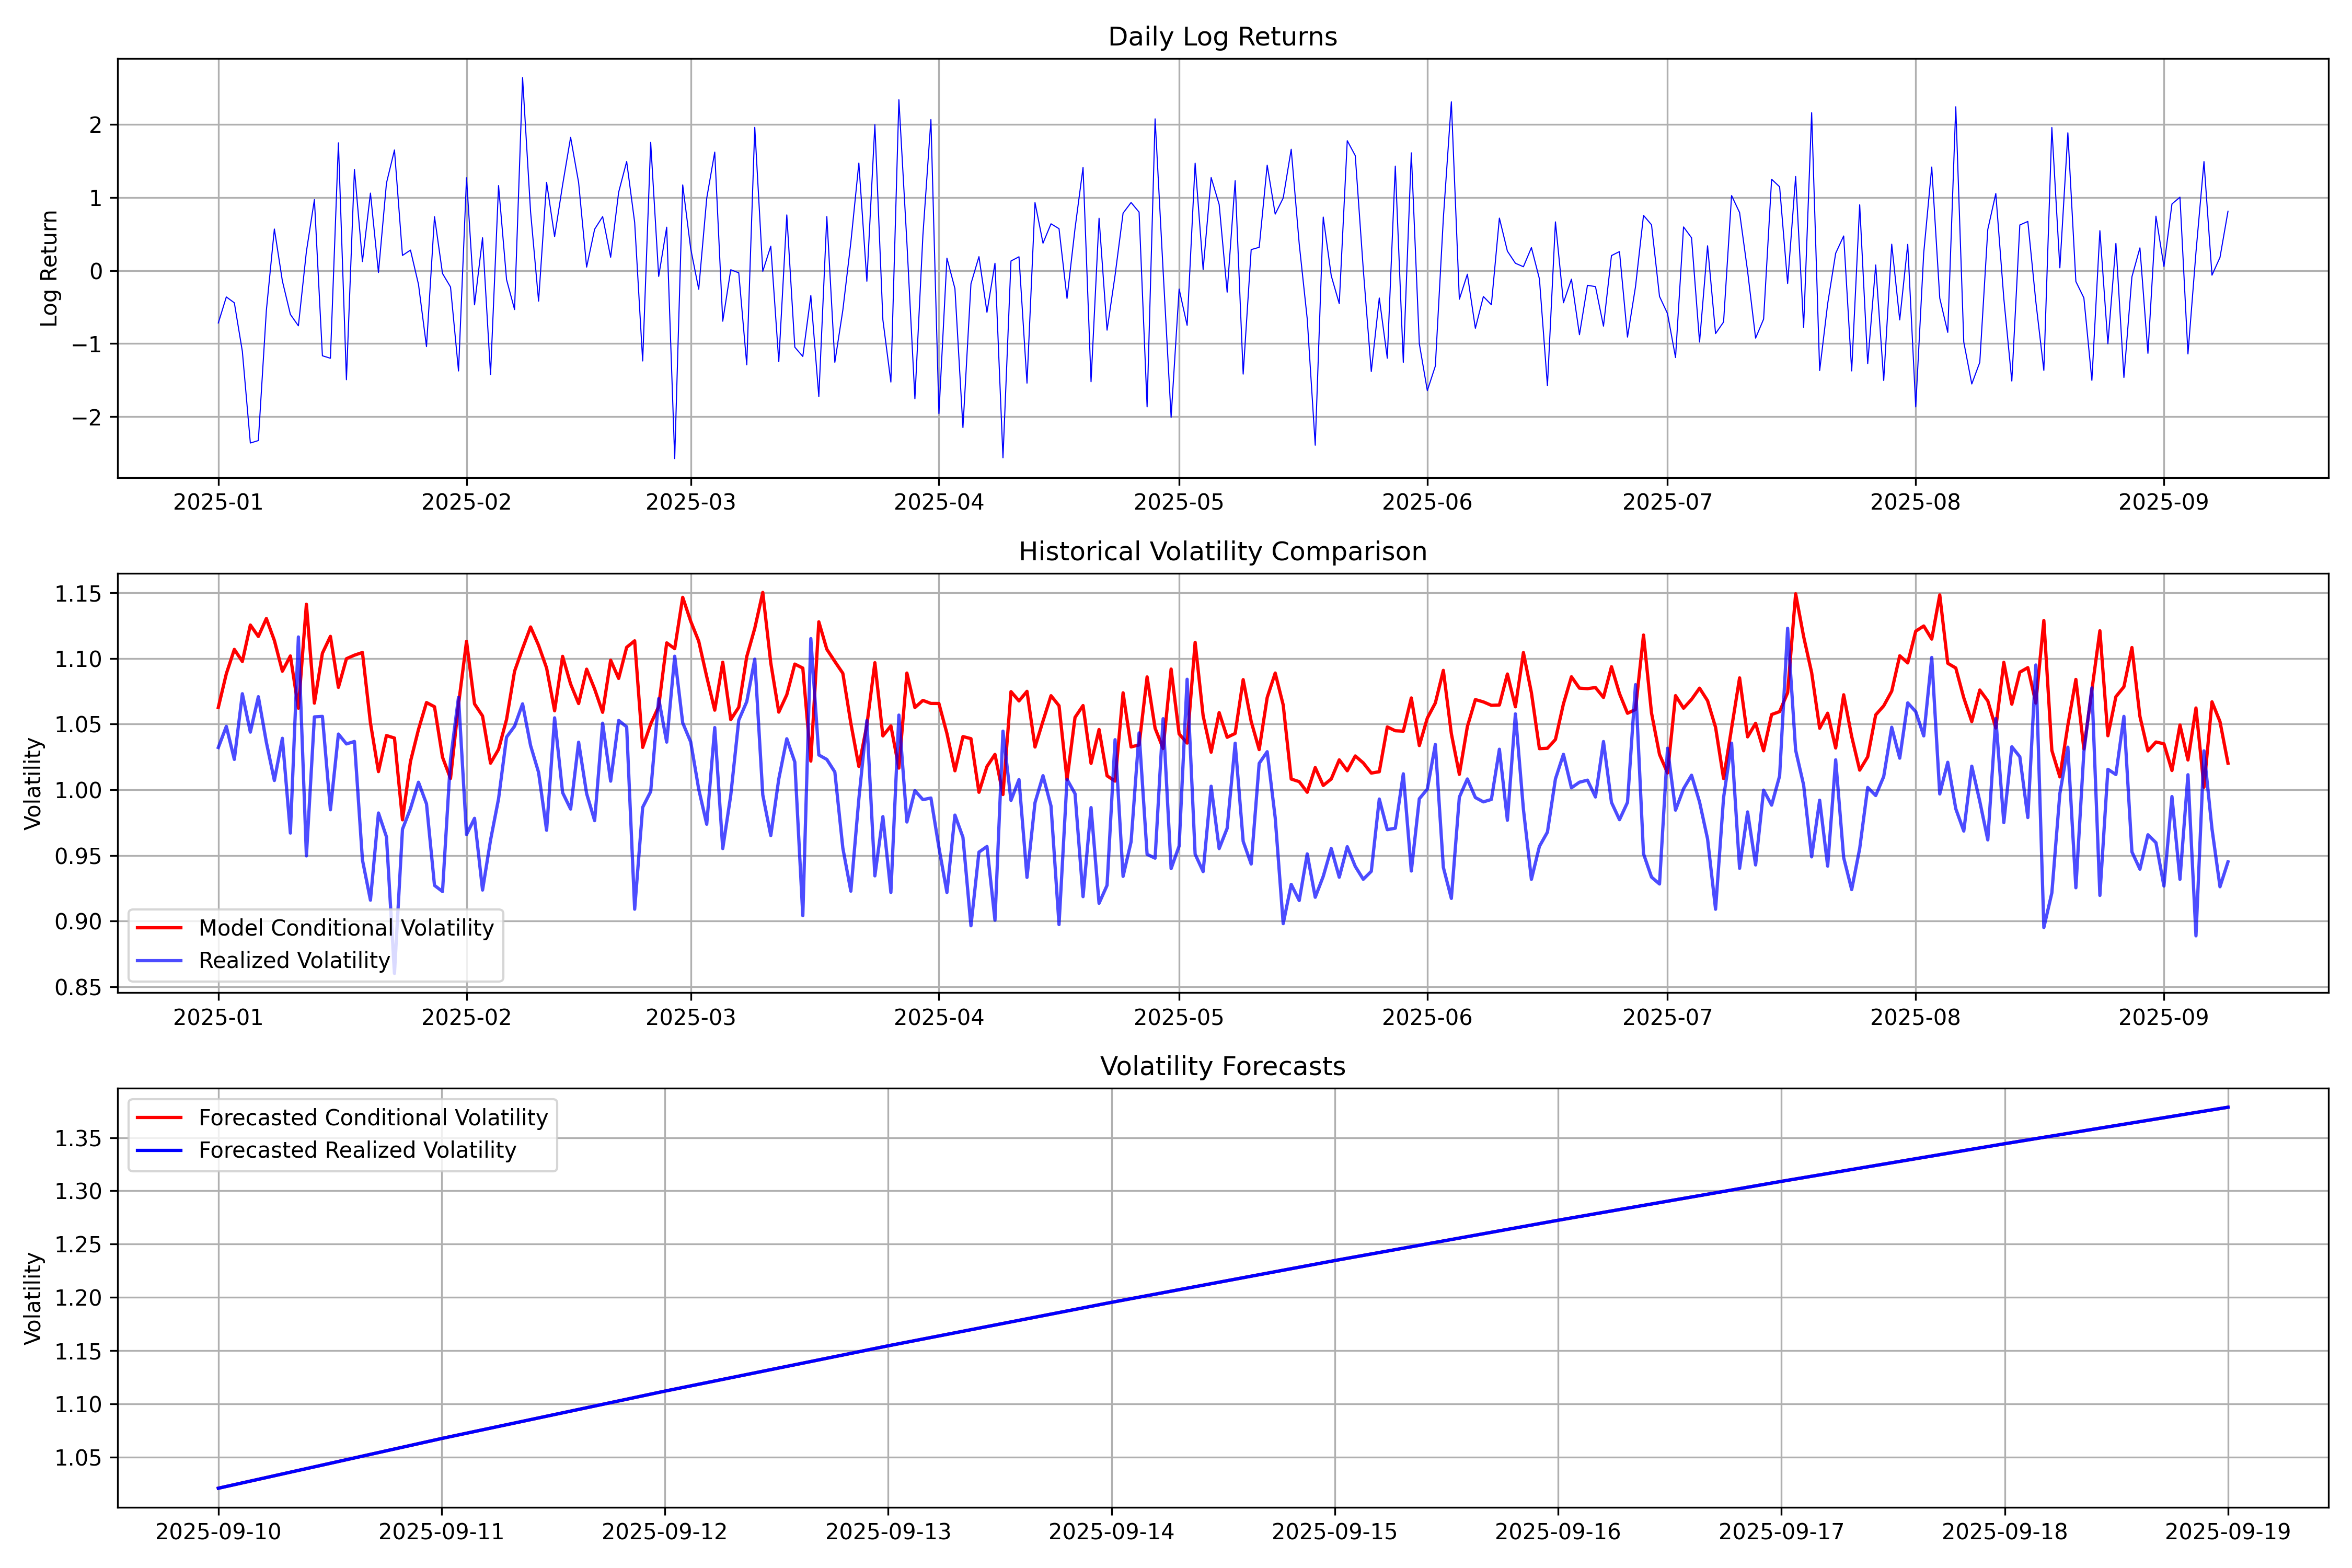 Daily Log Returns
Log Return
2
1
0
−1
−2
2025-01 2025-02 2025-03 2025-04 2025-05 2025-06 2025-07 2025-08 2025-09
Historical Volatility Comparison
Volatility
1.15
1.10
1.05
1.00
0.95
0.90
0.85
Model Conditional Volatility
Realized Volatility
2025-01 2025-02 2025-03 2025-04 2025-05 2025-06 2025-07 2025-08 2025-09
Volatility Forecasts
Volatility
Forecasted Conditional Volatility
Forecasted Realized Volatility
1.35
1.30
1.25
1.20
1.15
1.10
1.05
2025-09-10 2025-09-11 2025-09-12 2025-09-13 2025-09-14 2025-09-15 2025-09-16 2025-09-17 2025-09-18 2025-09-19